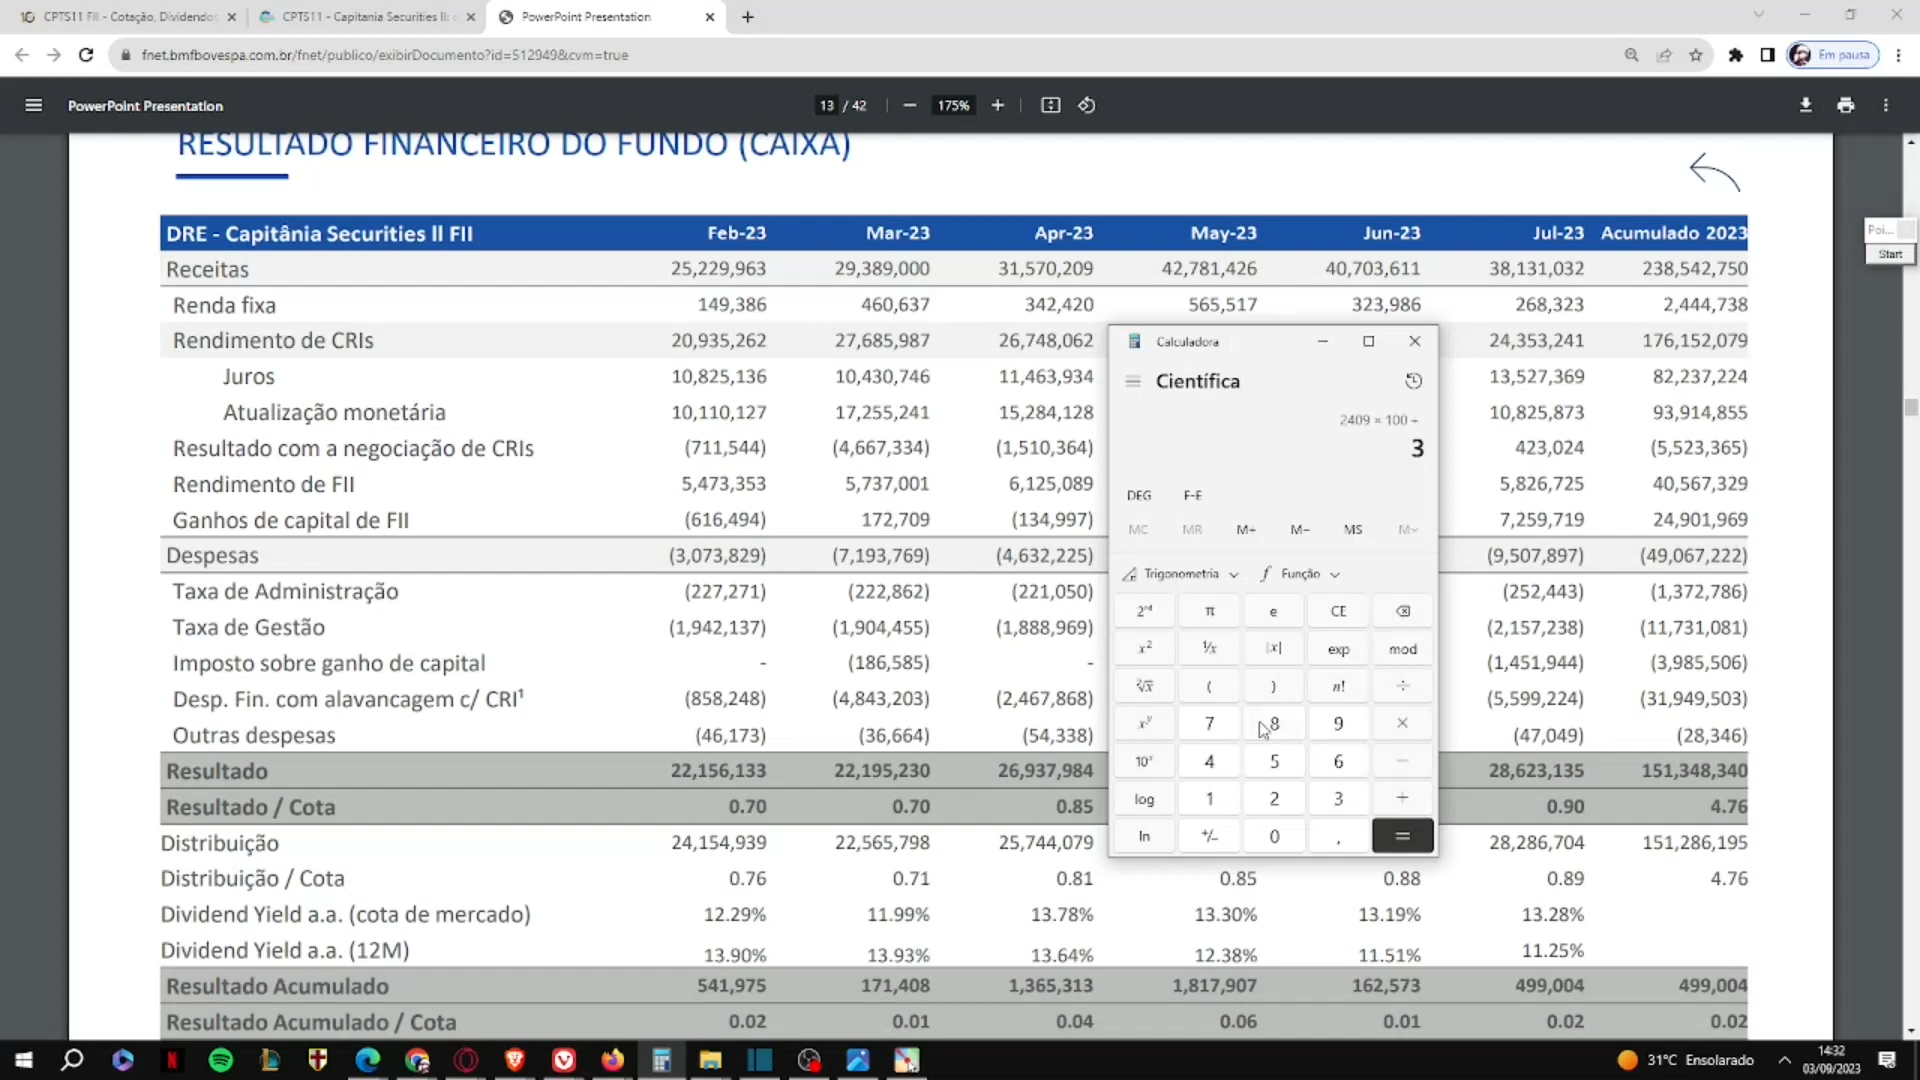 CPTS11 FII - Cotação, Dividendos
CPTS11 - Capitania Securities II: c
PowerPoint Presentation
fnet.bmfbovespa.com.br/fnet/publico/exibirDocumento?id=512949&cvm=true
Em pausa
PowerPoint Presentation
13 / 42
175%
RESULTADO FINANCEIRO DO FUNDO (CAIXA)
Poi...
Start
DRE - Capitânia Securities ll FII Feb-23 Mar-23 Apr-23 May-23 Jun-23 Jul-23 Acumulado 2023
Receitas 25,229,963 29,389,000 31,570,209 42,781,426 40,703,611 38,131,032 238,542,750
Renda fixa 149,386 460,637 342,420 565,517 323,986 268,323 2,444,738
Rendimento de CRIs 20,935,262 27,685,987 26,748,062 24,353,241 176,152,079
Juros 10,825,136 10,430,746 11,463,934 13,527,369 82,237,224
Atualização monetária 10,110,127 17,255,241 15,284,128 10,825,873 93,914,855
Resultado com a negociação de CRIs (711,544) (4,667,334) (1,510,364) 423,024 (5,523,365)
Rendimento de FII 5,473,353 5,737,001 6,125,089 5,826,725 40,567,329
Ganhos de capital de FII (616,494) 172,709 (134,997) 7,259,719 24,901,969
Despesas (3,073,829) (7,193,769) (4,632,225) (9,507,897) (49,067,222)
Taxa de Administração (227,271) (222,862) (221,050) (252,443) (1,372,786)
Taxa de Gestão (1,942,137) (1,904,455) (1,888,969) (2,157,238) (11,731,081)
Imposto sobre ganho de capital - (186,585) - (1,451,944) (3,985,506)
Desp. Fin. com alavancagem c/ CRI¹ (858,248) (4,843,203) (2,467,868) (5,599,224) (31,949,503)
Outras despesas (46,173) (36,664) (54,338) (47,049) (28,346)
Resultado 22,156,133 22,195,230 26,937,984 28,623,135 151,348,340
Resultado / Cota 0.70 0.70 0.85 0.90 4.76
Distribuição 24,154,939 22,565,798 25,744,079 28,286,704 151,286,195
Distribuição / Cota 0.76 0.71 0.81 0.85 0.88 0.89 4.76
Dividend Yield a.a. (cota de mercado) 12.29% 11.99% 13.78% 13.30% 13.19% 13.28%
Dividend Yield a.a. (12M) 13.90% 13.93% 13.64% 12.38% 11.51% 11.25%
Resultado Acumulado 541,975 171,408 1,365,313 1,817,907 162,573 499,004 499,004
Resultado Acumulado / Cota 0.02 0.01 0.04 0.06 0.01 0.02 0.02
Calculadora
Científica
2409 × 100 ÷
3
DEG F-E
MC MR M+ M− MS M
Trigonometria Função
2ⁿᵈ π e CE
x² ¹/x |x| exp mod
²√x ( ) n! ÷
xʸ 7 8 9 ×
10ˣ 4 5 6 −
log 1 2 3 +
ln +/− 0 , =
31°C Ensolarado
14:32
03/09/2023